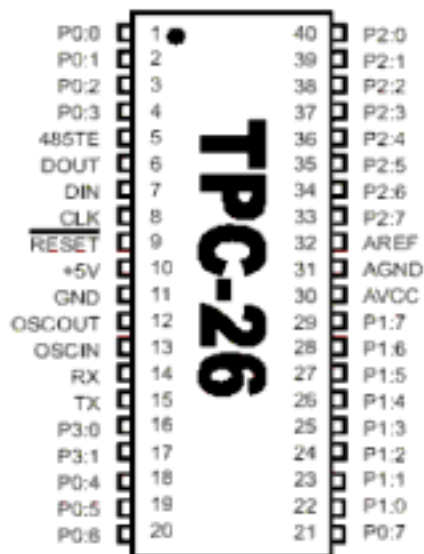 P0:0 1 40 P2:0
P0:1 2 39 P2:1
P0:2 3 38 P2:2
P0:3 4 37 P2:3
485TE 5 36 P2:4
DOUT 6 35 P2:5
DIN 7 34 P2:6
CLK 8 33 P2:7
RESET 9 32 AREF
+5V 10 31 AGND
GND 11 30 AVCC
OSCOUT 12 29 P1:7
OSCIN 13 28 P1:6
RX 14 27 P1:5
TX 15 26 P1:4
P3:0 16 25 P1:3
P3:1 17 24 P1:2
P0:4 18 23 P1:1
P0:5 19 22 P1:0
P0:6 20 21 P0:7
TPC-26